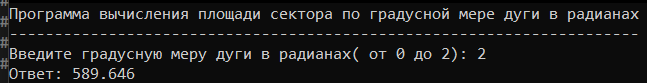 Программа вычисления площади сектора по градусной мере дуги в радианах
----------------------------------------------------------------------
Введите градусную меру дуги в радианах( от 0 до 2): 2
Ответ: 589.646